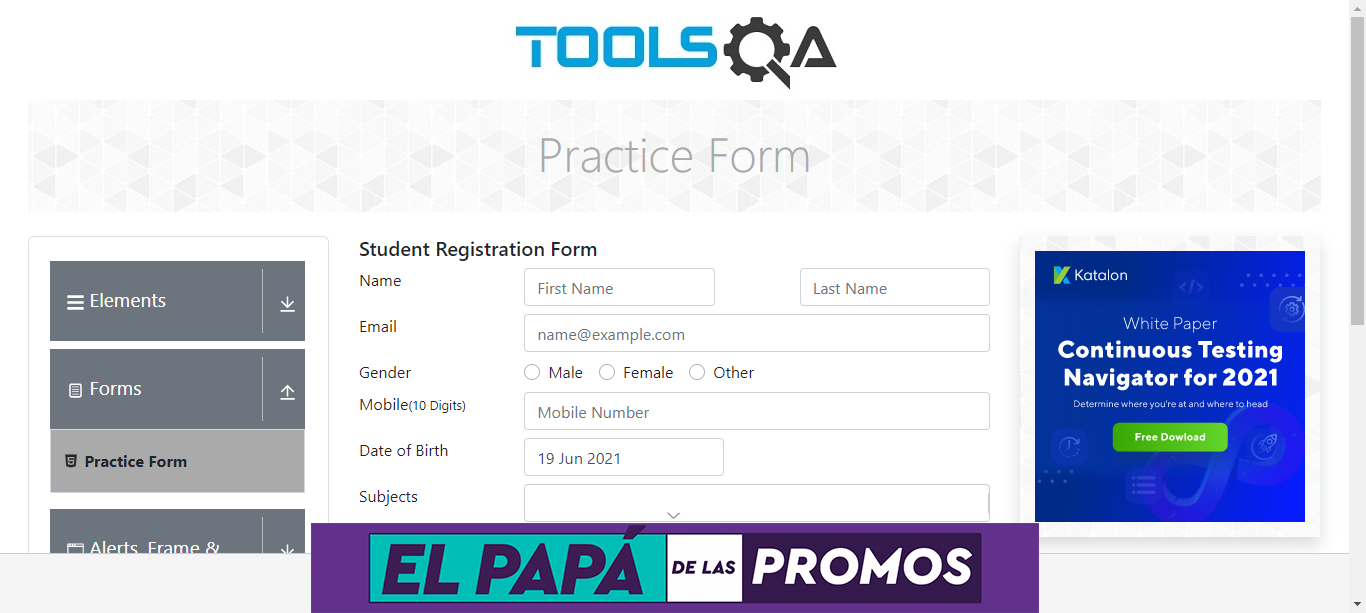 TOOLSQA
Practice Form
Elements
Forms
Practice Form
Alerts, Frame &
Student Registration Form
Name
First Name
Last Name
Email
name@example.com
Gender
Male
Female
Other
Mobile(10 Digits)
Mobile Number
Date of Birth
19 Jun 2021
Subjects
Katalon
White Paper
Continuous Testing
Navigator for 2021
Determine where you're at and where to head
Free Dowload
EL PAPÁ DE LAS PROMOS